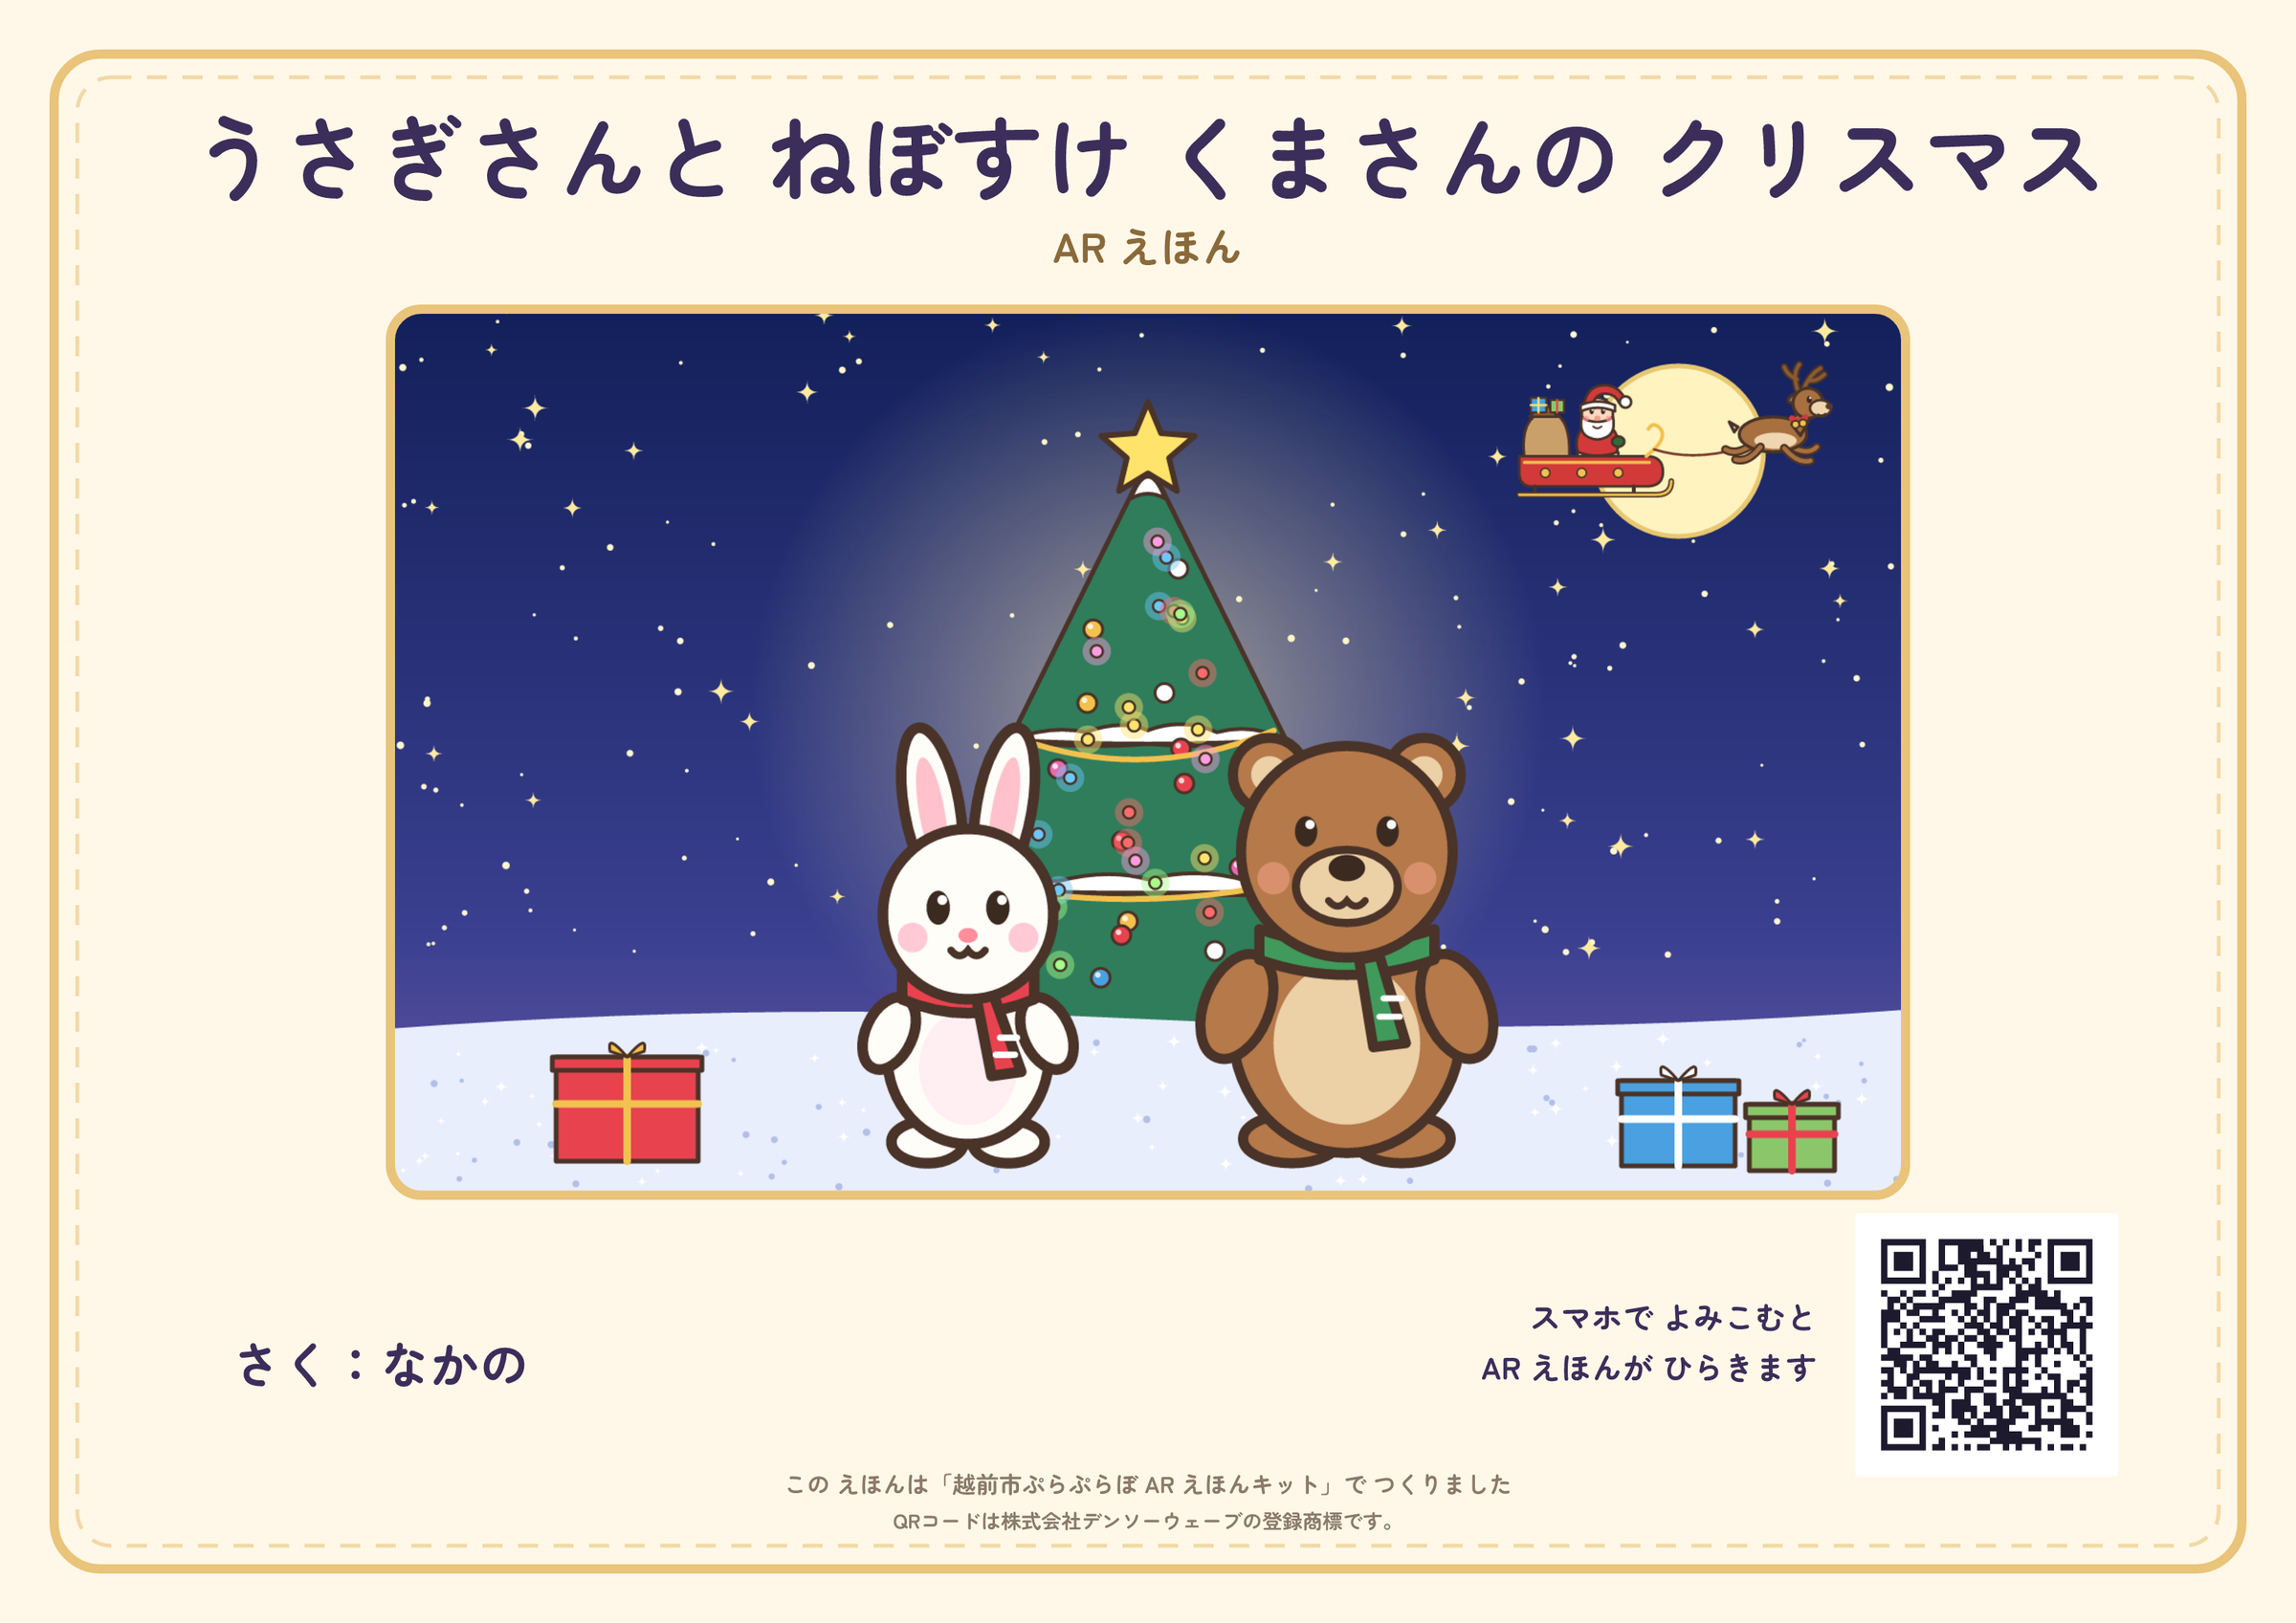 うさぎさんと ねぼすけ くまさんの クリスマス
AR えほん
スマホで よみこむと
AR えほんが ひらきます
さく：なかの
この えほんは「越前市ぷらぷらぼ AR えほんキット」で つくりました
QRコードは株式会社デンソーウェーブの登録商標です。